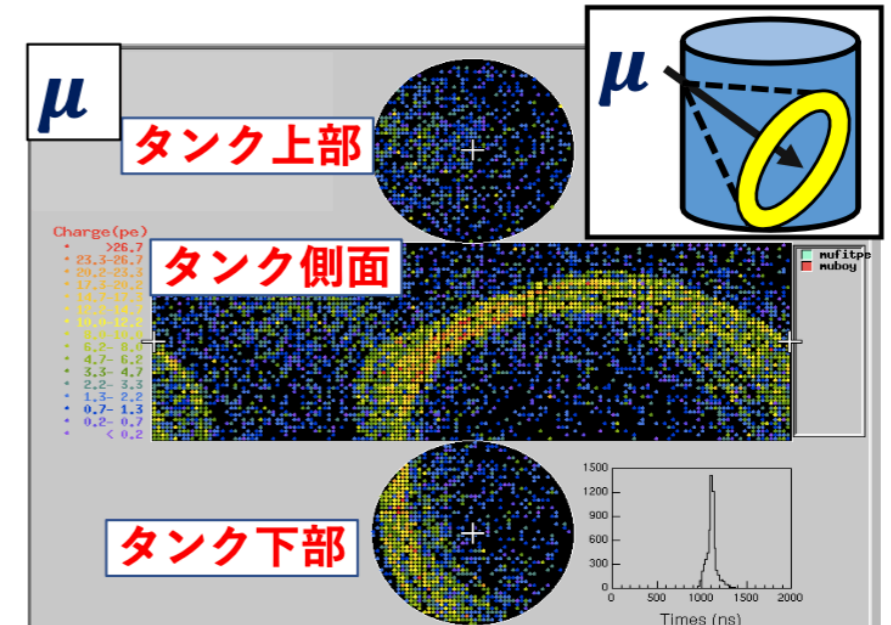 μ
μ
タンク上部
Charge(pe)
>26.7
23.3-26.7
20.2-23.3
17.3-20.2
14.7-17.3
12.2-14.7
10.0-12.2
8.0-10.0
6.2- 8.0
4.7- 6.2
3.3- 4.7
2.2- 3.3
1.3- 2.2
0.7- 1.3
0.2- 0.7
< 0.2
タンク側面
mufitpe
muboy
タンク下部
1500
1200
900
600
300
0
0 500 1000 1500 2000
Times (ns)